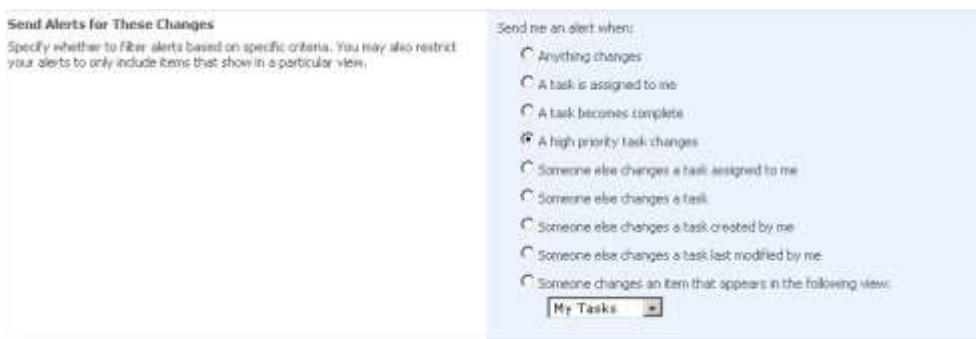 Send Alerts for These Changes
Specify whether to filter alerts based on specific criteria. You may also restrict
your alerts to only include items that show in a particular view.
Send me an alert when:
Anything changes
A task is assigned to me
A task becomes complete
A high priority task changes
Someone else changes a task assigned to me
Someone else changes a task
Someone else changes a task created by me
Someone else changes a task last modified by me
Someone changes an item that appears in the following view:
My Tasks